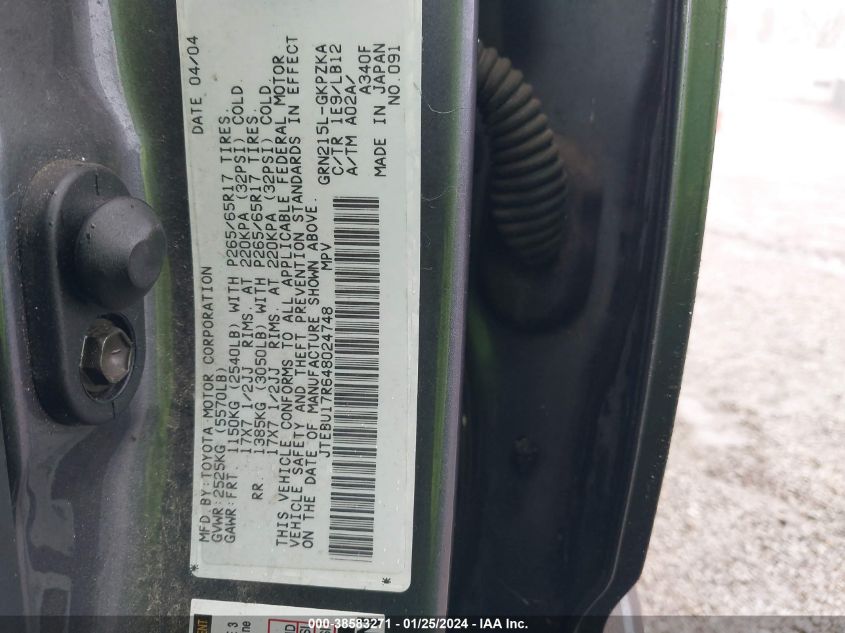 MFD.BY:TOYOTA MOTOR CORPORATION DATE 04/04
GVWR:2525KG (5570LB)
GAWR:FRT 1150KG (2540LB) WITH P265/65R17 TIRES.
17X7 1/2JJ RIMS. AT 220KPA (32PSI) COLD
RR 1385KG (3050LB) WITH P265/65R17 TIRES.
17X7 1/2JJ RIMS. AT 220KPA (32PSI) COLD.
THIS VEHICLE CONFORMS TO ALL APPLICABLE FEDERAL MOTOR
VEHICLE SAFETY AND THEFT PREVENTION STANDARDS IN EFFECT
ON THE DATE OF MANUFACTURE SHOWN ABOVE.
JTEBU17R648024748 MPV
GRN215L-GKPZKA
C/TR 1E9/LB12
A/TM A02A/ A340F
MADE IN JAPAN
NO.091
000-38583271 - 01/25/2024 - IAAI.com